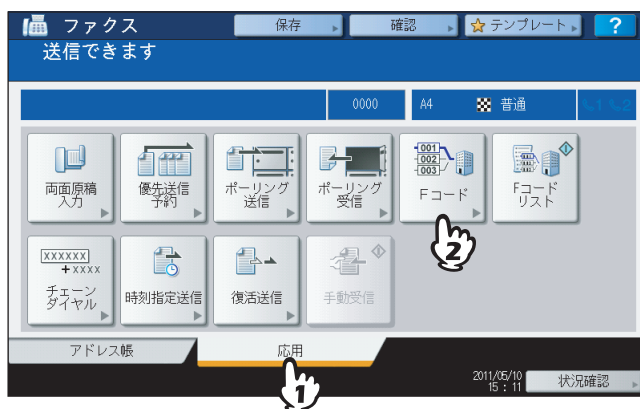 ファクス
保存
確認
テンプレート
?
送信できます
0000
A4
普通
1
2
両面原稿
入力
優先送信
予約
ポーリング
送信
ポーリング
受信
001
002
003
Fコード
Fコード
リスト
2
XXXXXX
+xxxx
チェーン
ダイヤル
時刻指定送信
復活送信
手動受信
アドレス帳
応用
1
2011/05/10
15 : 11
状況確認